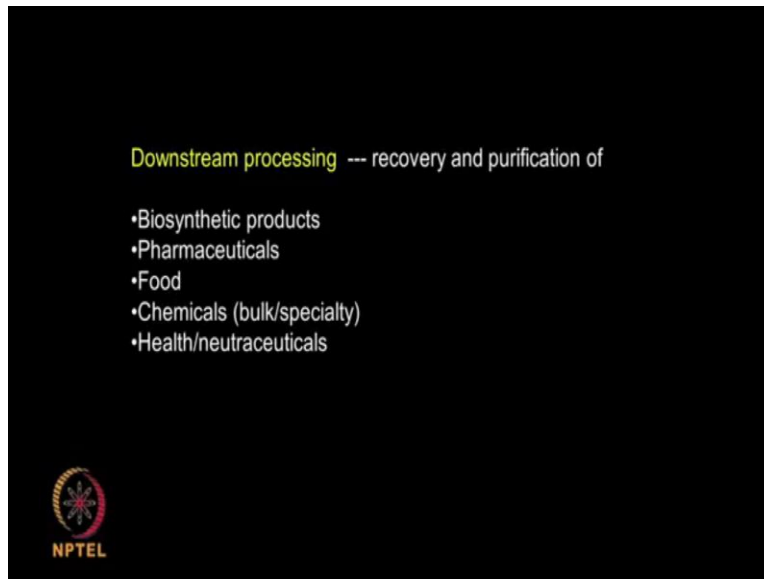 Downstream processing --- recovery and purification of
•Biosynthetic products
•Pharmaceuticals
•Food
•Chemicals (bulk/specialty)
•Health/neutraceuticals
NPTEL